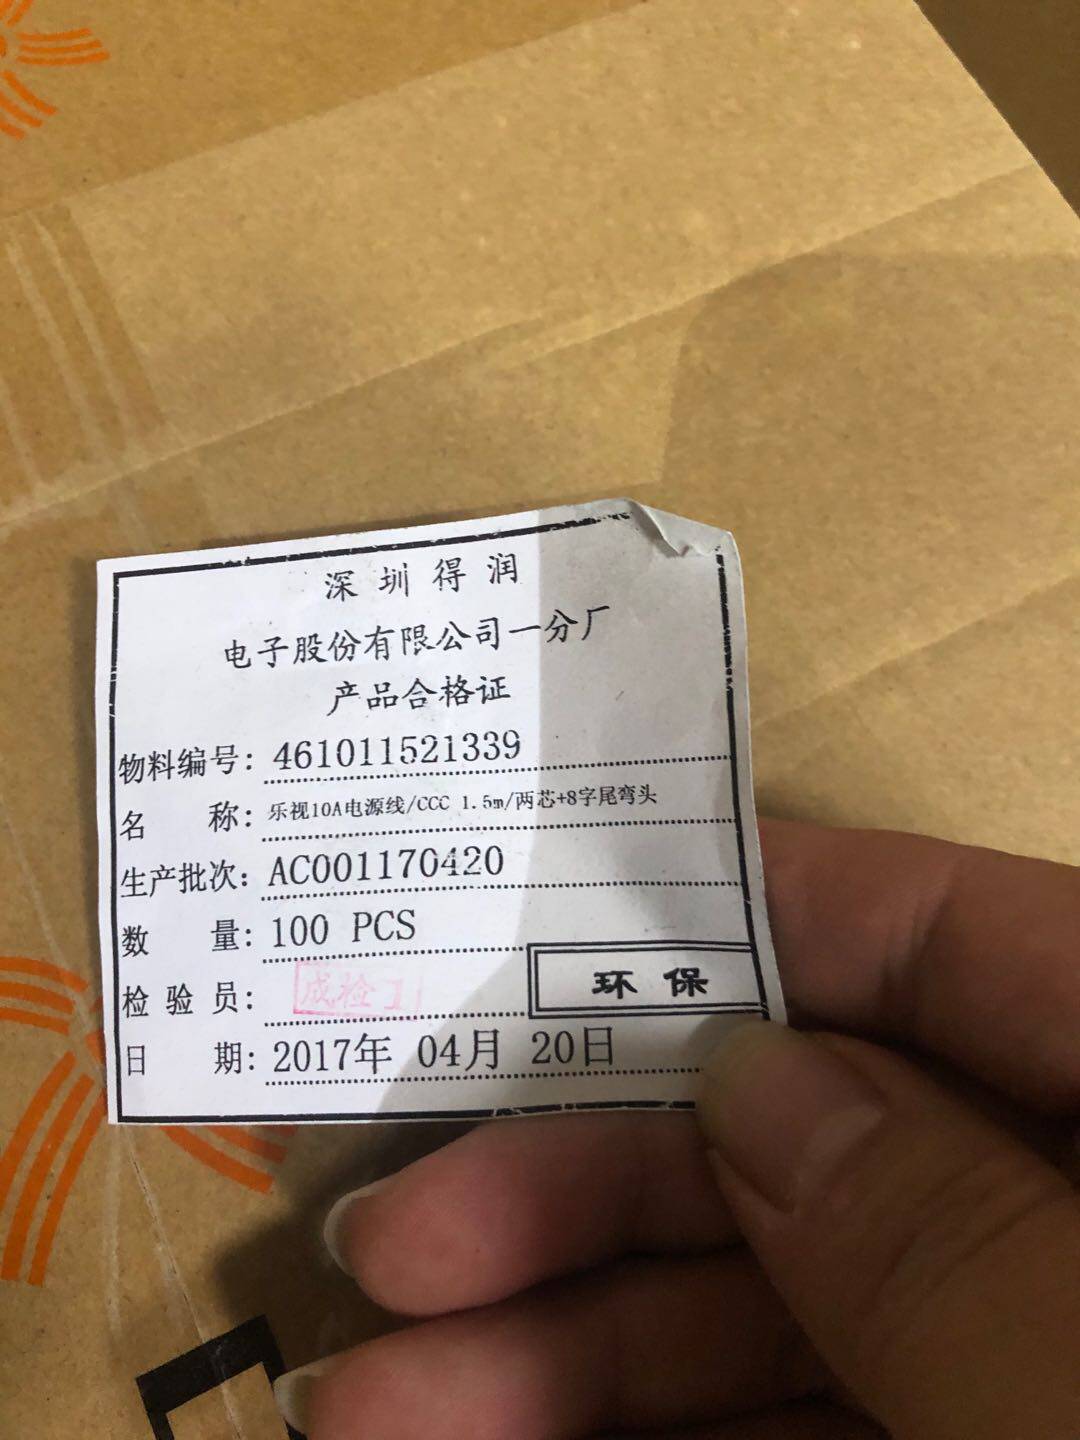 深圳得润
电子股份有限公司一分厂
产品合格证
物料编号: 461011521339
名称: 乐视10A电源线/CCC 1.5m/两芯+8字尾弯头
生产批次: AC001170420
数量: 100 PCS
检验员: 成检1
环保
日期: 2017年 04月 20日